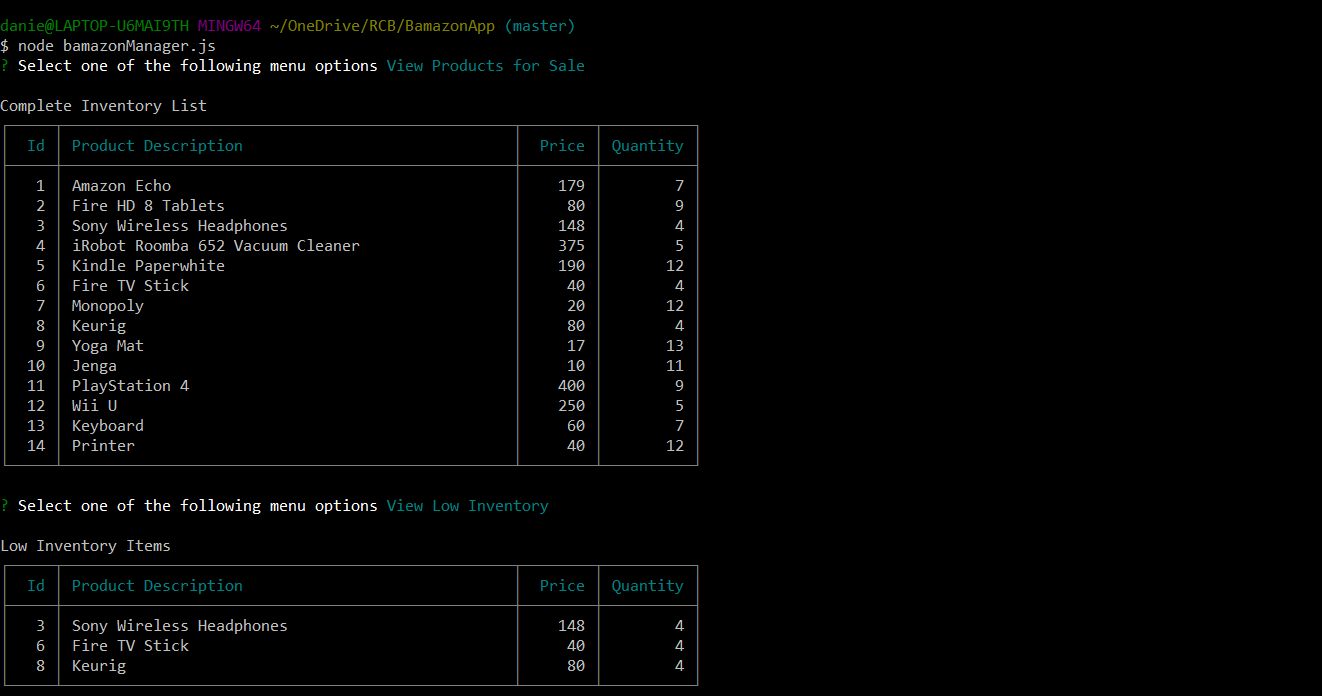 danie@LAPTOP-U6MAI9TH MINGW64 ~/OneDrive/RCB/BamazonApp (master)
$ node bamazonManager.js
? Select one of the following menu options View Products for Sale
Complete Inventory List
Id Product Description Price Quantity
1 Amazon Echo 179 7
2 Fire HD 8 Tablets 80 9
3 Sony Wireless Headphones 148 4
4 iRobot Roomba 652 Vacuum Cleaner 375 5
5 Kindle Paperwhite 190 12
6 Fire TV Stick 40 4
7 Monopoly 20 12
8 Keurig 80 4
9 Yoga Mat 17 13
10 Jenga 10 11
11 PlayStation 4 400 9
12 Wii U 250 5
13 Keyboard 60 7
14 Printer 40 12
? Select one of the following menu options View Low Inventory
Low Inventory Items
Id Product Description Price Quantity
3 Sony Wireless Headphones 148 4
6 Fire TV Stick 40 4
8 Keurig 80 4